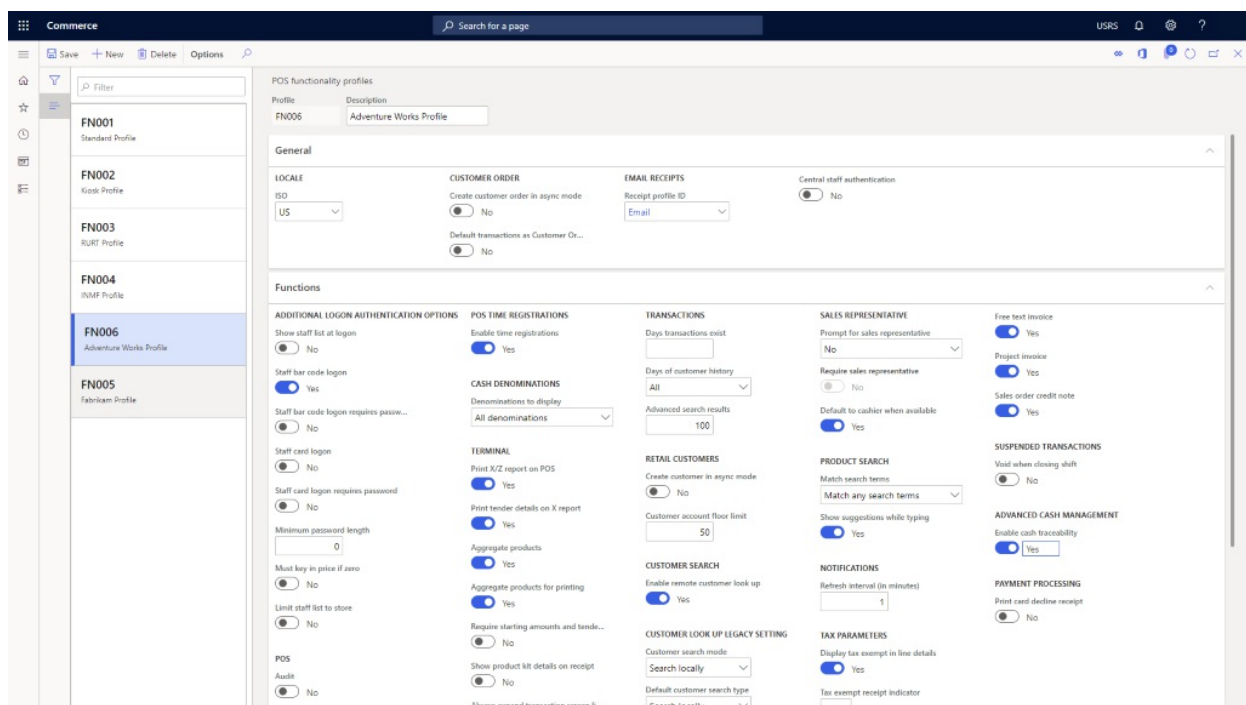 Commerce
Search for a page
USRS
?
Save
New
Delete
Options
0
Filter
FN001
Standard Profile
FN002
Kiosk Profile
FN003
RURT Profile
FN004
INMF Profile
FN006
Adventure Works Profile
FN005
Fabrikam Profile
POS functionality profiles
Profile
Description
FN006
Adventure Works Profile
General
LOCALE
ISO
US
CUSTOMER ORDER
Create customer order in async mode
No
Default transactions as Customer Or...
No
EMAIL RECEIPTS
Receipt profile ID
Email
Central staff authentication
No
Functions
ADDITIONAL LOGON AUTHENTICATION OPTIONS
Show staff list at logon
No
Staff bar code logon
Yes
Staff bar code logon requires passw...
No
Staff card logon
No
Staff card logon requires password
No
Minimum password length
0
Must key in price if zero
No
Limit staff list to store
No
POS
Audit
No
POS TIME REGISTRATIONS
Enable time registrations
Yes
CASH DENOMINATIONS
Denominations to display
All denominations
TERMINAL
Print X/Z report on POS
Yes
Print tender details on X report
Yes
Aggregate products
Yes
Aggregate products for printing
Yes
Require starting amounts and tende...
No
Show product kit details on receipt
No
TRANSACTIONS
Days transactions exist
Days of customer history
All
Advanced search results
100
RETAIL CUSTOMERS
Create customer in async mode
No
Customer account floor limit
50
CUSTOMER SEARCH
Enable remote customer look up
Yes
CUSTOMER LOOK UP LEGACY SETTING
Customer search mode
Search locally
Default customer search type
Search locally
SALES REPRESENTATIVE
Prompt for sales representative
No
Require sales representative
No
Default to cashier when available
Yes
PRODUCT SEARCH
Match search terms
Match any search terms
Show suggestions while typing
Yes
NOTIFICATIONS
Refresh interval (in minutes)
1
TAX PARAMETERS
Display tax exempt in line details
Yes
Tax exempt receipt indicator
Free text invoice
Yes
Project invoice
Yes
Sales order credit note
Yes
SUSPENDED TRANSACTIONS
Void when closing shift
No
ADVANCED CASH MANAGEMENT
Enable cash traceability
Yes
PAYMENT PROCESSING
Print card decline receipt
No